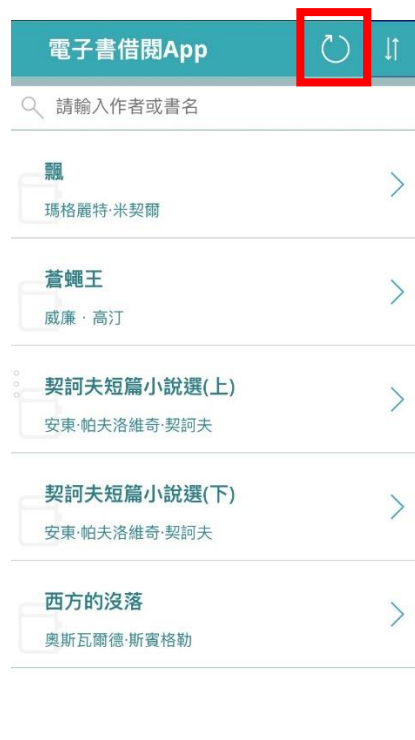 電子書借閱App
請輸入作者或書名
飄
瑪格麗特·米契爾
蒼蠅王
威廉‧高汀
契訶夫短篇小說選(上)
安東·帕夫洛維奇·契訶夫
契訶夫短篇小說選(下)
安東·帕夫洛維奇·契訶夫
西方的沒落
奧斯瓦爾德·斯賓格勒